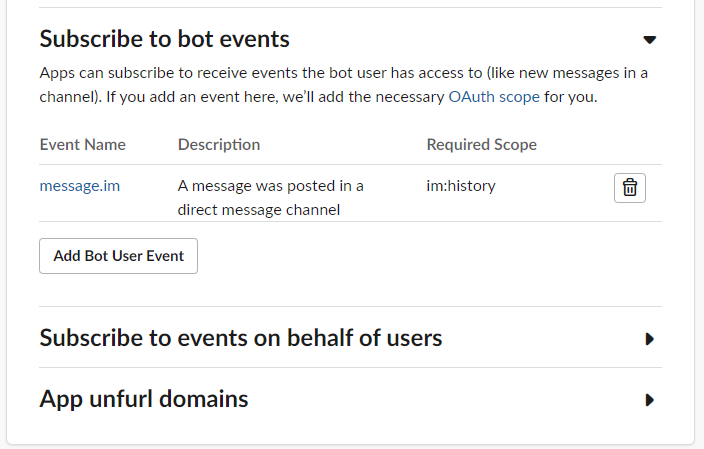 Subscribe to bot events
Apps can subscribe to receive events the bot user has access to (like new messages in a
channel). If you add an event here, we’ll add the necessary OAuth scope for you.
Event Name Description Required Scope
message.im A message was posted in a im:history
direct message channel
Add Bot User Event
Subscribe to events on behalf of users
App unfurl domains